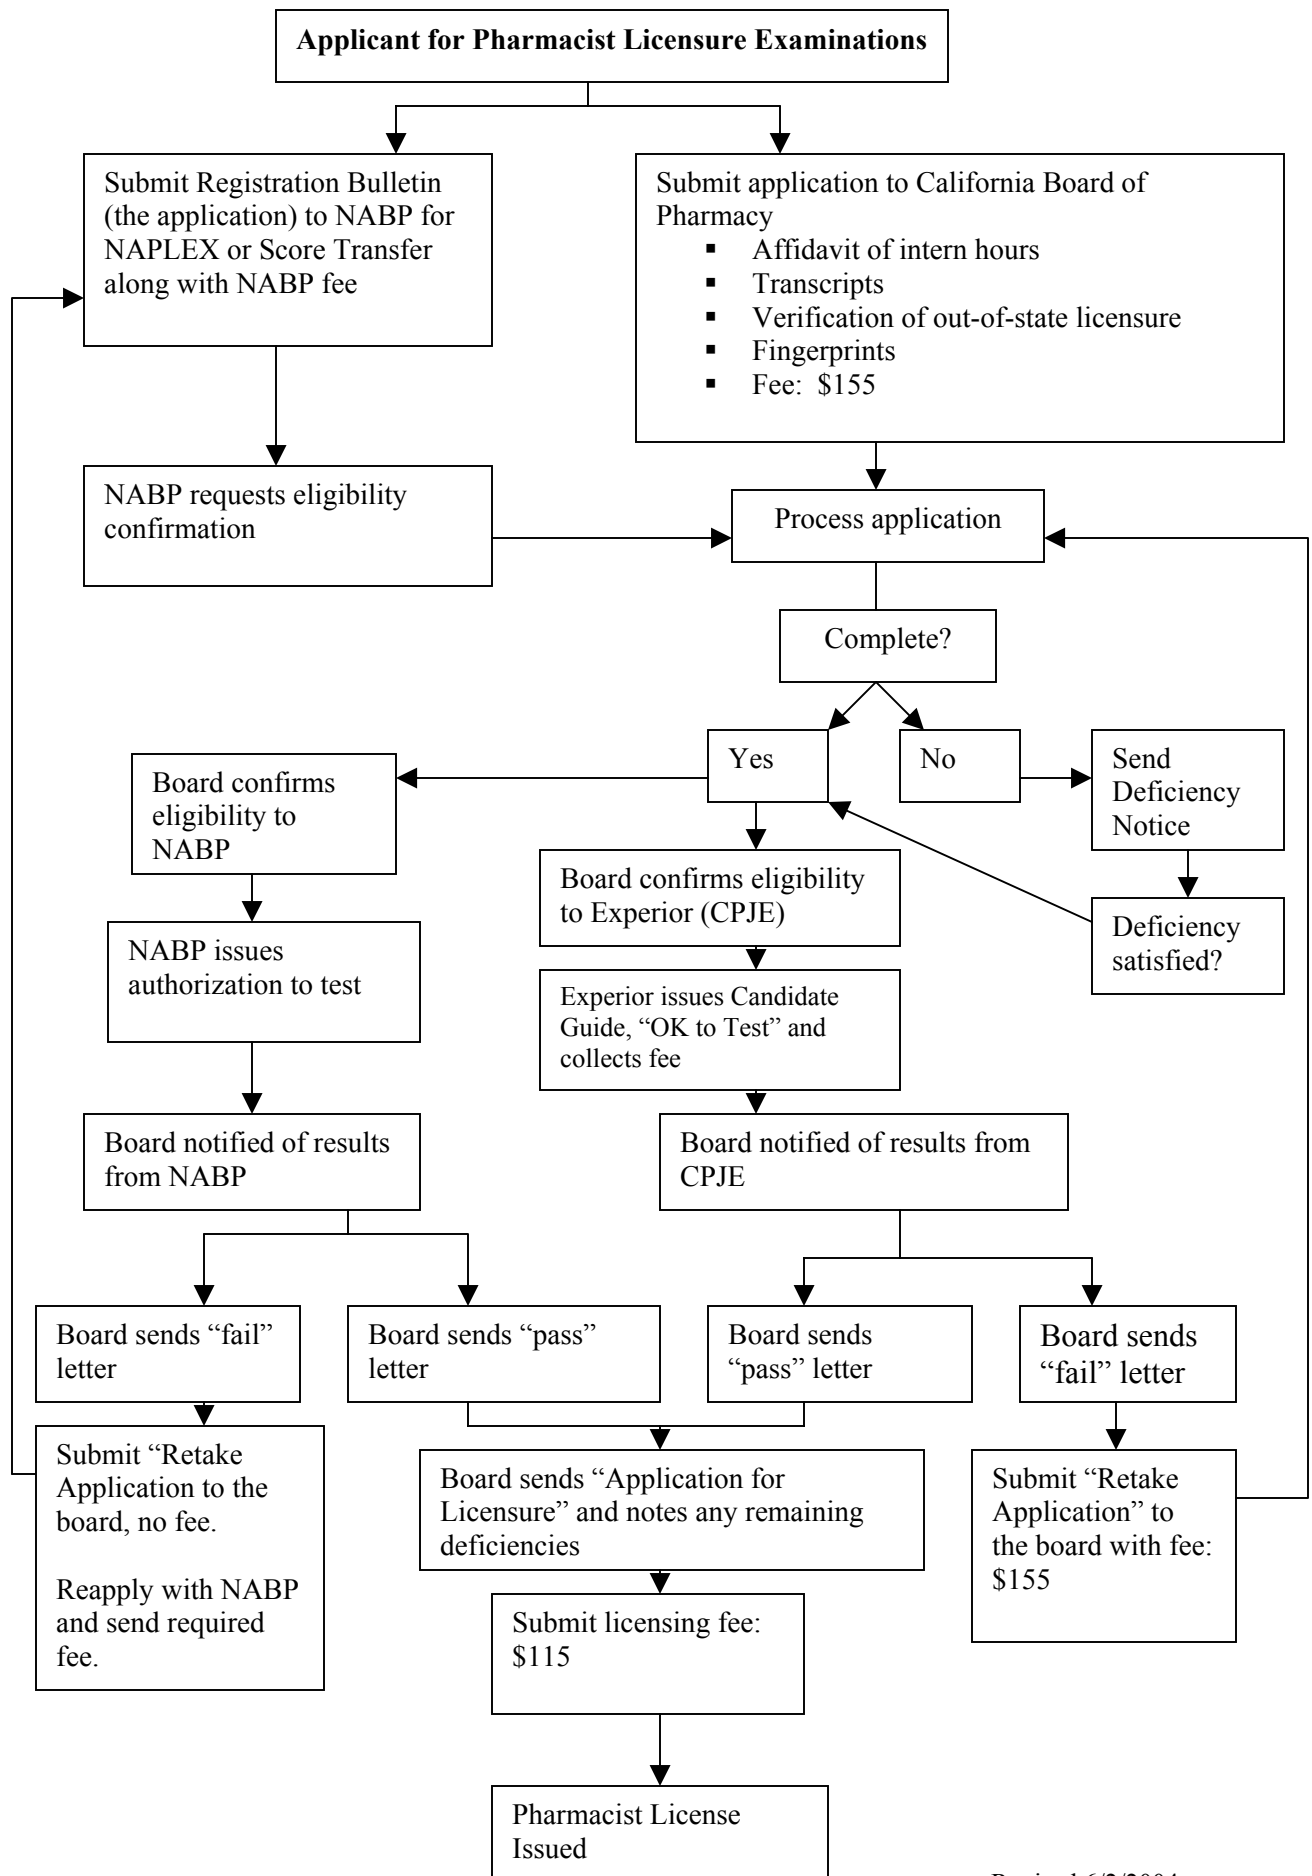 Applicant for Pharmacist Licensure Examinations
Submit Registration Bulletin
(the application) to NABP for
NAPLEX or Score Transfer
along with NABP fee
Submit application to California Board of
Pharmacy
▪ Affidavit of intern hours
▪ Transcripts
▪ Verification of out-of-state licensure
▪ Fingerprints
▪ Fee: $155
NABP requests eligibility
confirmation
Process application
Complete?
Yes
No
Send
Deficiency
Notice
Board confirms
eligibility to
NABP
Board confirms eligibility
to Experior (CPJE)
Deficiency
satisfied?
NABP issues
authorization to test
Experior issues Candidate
Guide, “OK to Test” and
collects fee
Board notified of results
from NABP
Board notified of results from
CPJE
Board sends “fail”
letter
Board sends “pass”
letter
Board sends
“pass” letter
Board sends
“fail” letter
Submit “Retake
Application to the
board, no fee.
Reapply with NABP
and send required
fee.
Board sends “Application for
Licensure” and notes any remaining
deficiencies
Submit “Retake
Application” to
the board with fee:
$155
Submit licensing fee:
$115
Pharmacist License
Issued
Revised 6/2/2004